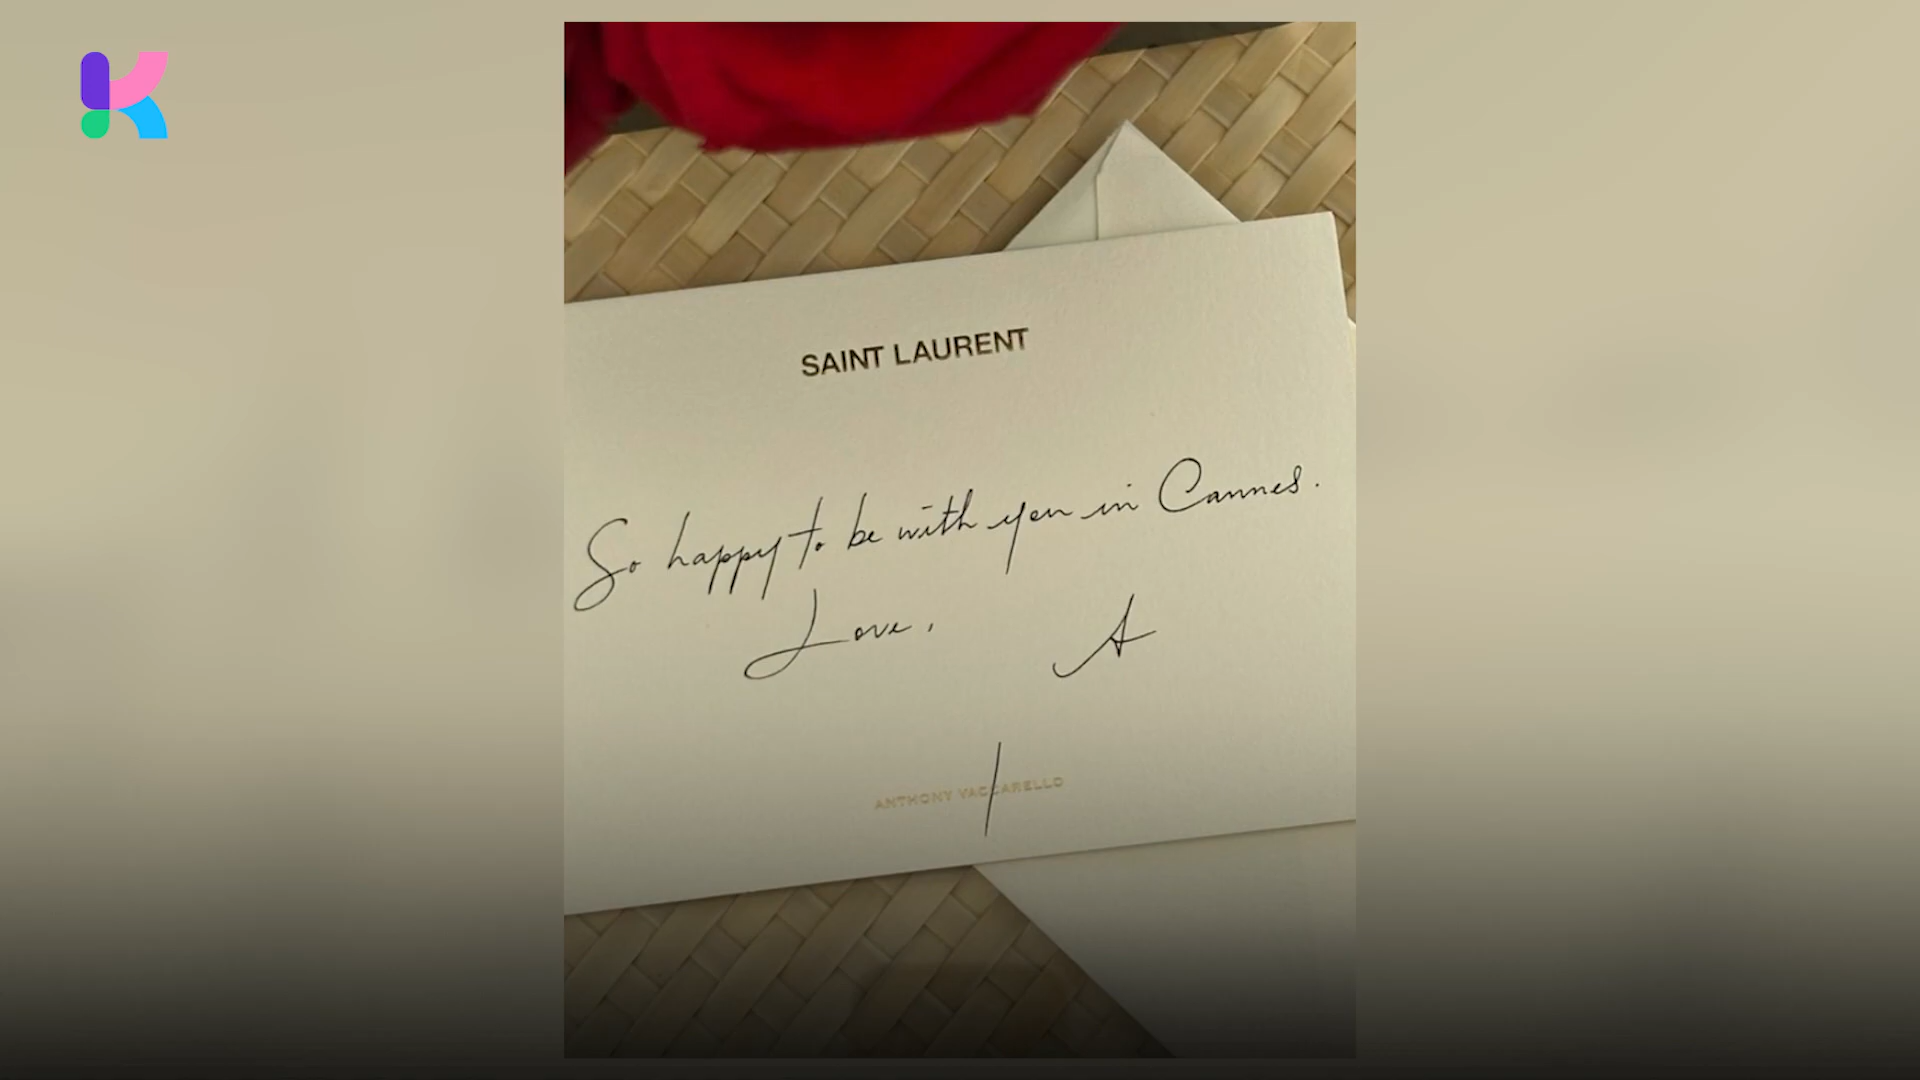 SAINT LAURENT
So happy to be with you in Cannes.
Love, A
ANTHONY VACCARELLO